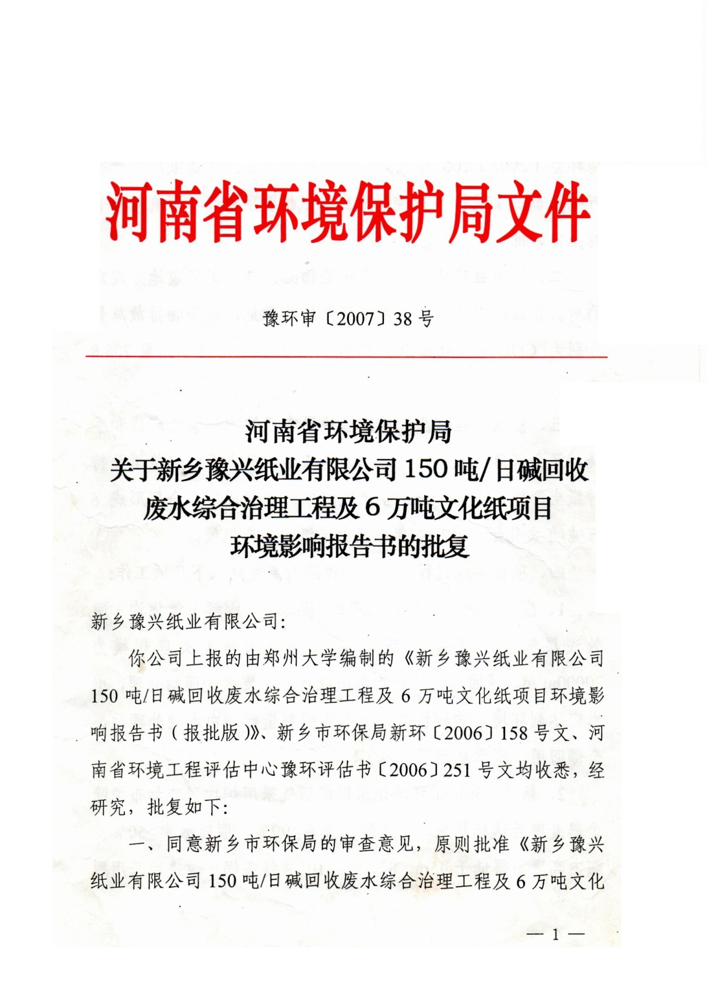 河南省环境保护局文件
豫环审〔2007〕38号
河南省环境保护局
关于新乡豫兴纸业有限公司150吨/日碱回收
废水综合治理工程及6万吨文化纸项目
环境影响报告书的批复
新乡豫兴纸业有限公司：
你公司上报的由郑州大学编制的《新乡豫兴纸业有限公司
150吨/日碱回收废水综合治理工程及6万吨文化纸项目环境影
响报告书（报批版）》、新乡市环保局新环〔2006〕158号文、河
南省环境工程评估中心豫环评估书〔2006〕251号文均收悉，经
研究，批复如下：
一、同意新乡市环保局的审查意见，原则批准《新乡豫兴
纸业有限公司150吨/日碱回收废水综合治理工程及6万吨文化
— 1 —